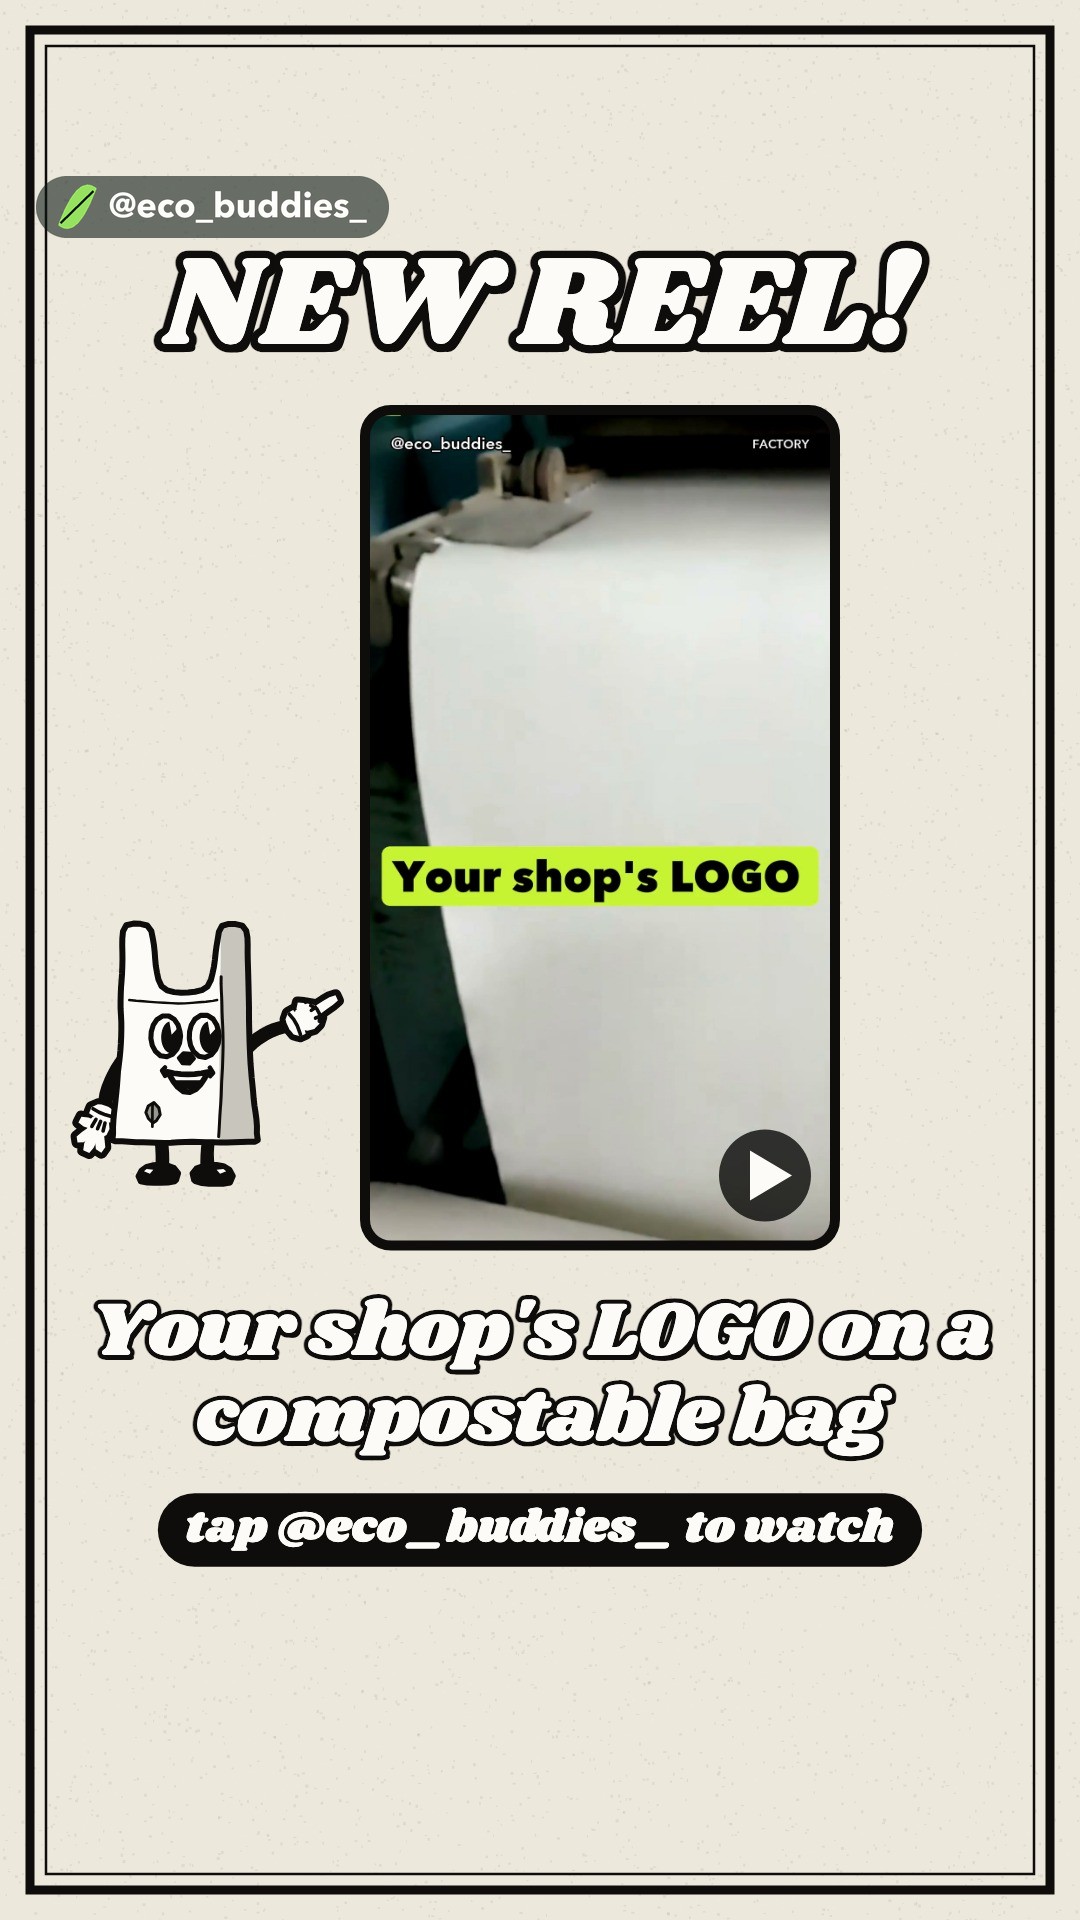 @eco_buddies_
NEW REEL!
@eco_buddies_
FACTORY
Your shop's LOGO
Your shop's LOGO on a
compostable bag
tap @eco_buddies_ to watch